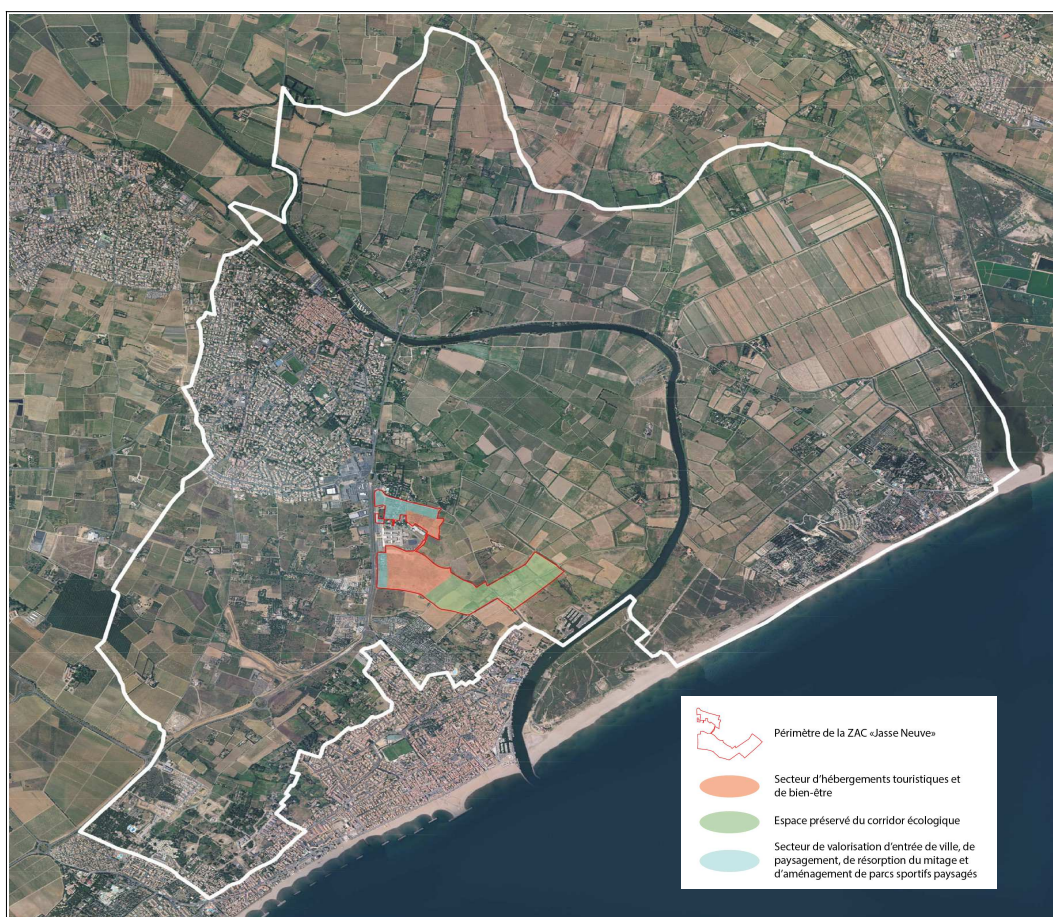 Périmètre de la ZAC «Jasse Neuve»
Secteur d'hébergements touristiques et
de bien-être
Espace préservé du corridor écologique
Secteur de valorisation d'entrée de ville, de
paysagement, de résorption du mitage et
d'aménagement de parcs sportifs paysagés